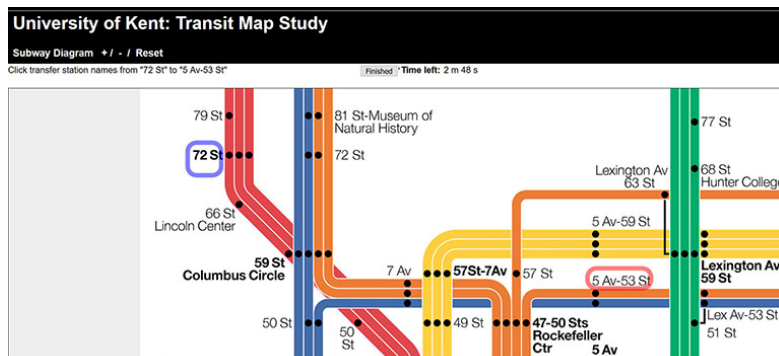 University of Kent: Transit Map Study
Subway Diagram + / - / Reset
Click transfer station names from "72 St" to "5 Av-53 St"
Finished
Time left: 2 m 48 s
79 St
81 St-Museum of
Natural History
77 St
72 St
72 St
Lexington Av
63 St
68 St
Hunter College
66 St
Lincoln Center
5 Av-59 St
59 St
Columbus Circle
7 Av
57St-7Av
57 St
5 Av-53 St
Lexington Av
59 St
50 St
50
St
49 St
47-50 Sts
Rockefeller
Ctr
5 Av
Lex Av-53 St
51 St